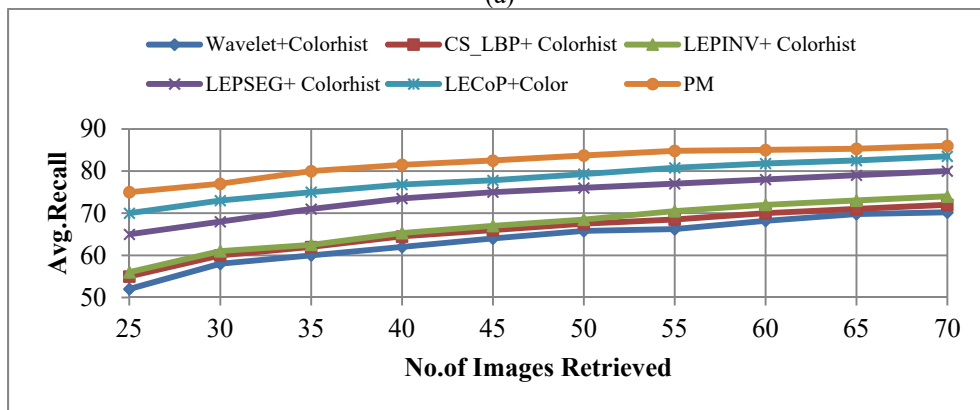 (a)
Wavelet+Colorhist CS_LBP+ Colorhist LEPINV+ Colorhist
LEPSEG+ Colorhist LECoP+Color PM
90
80
70
60
50
Avg.Recall
25 30 35 40 45 50 55 60 65 70
No.of Images Retrieved